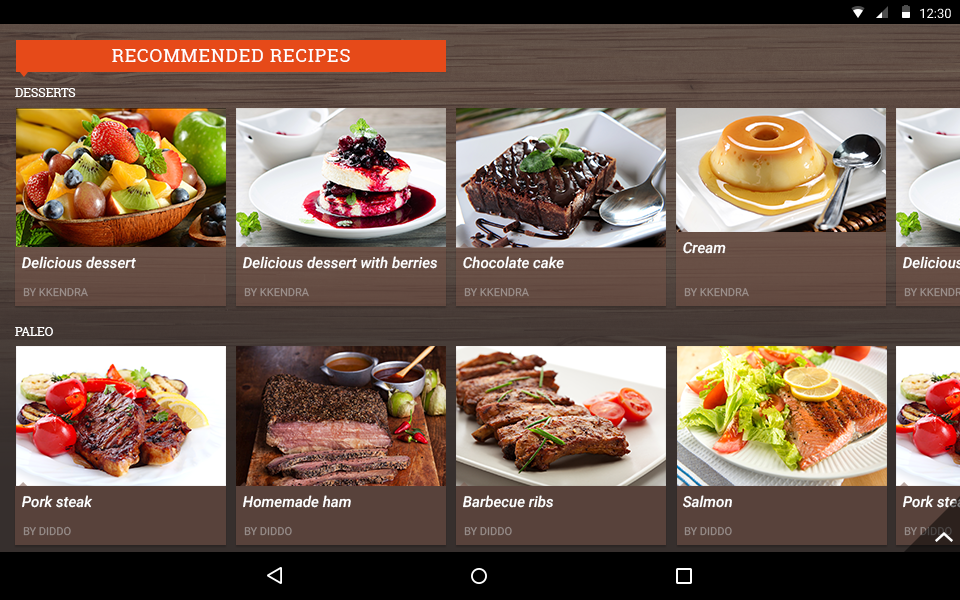 12:30
RECOMMENDED RECIPES
DESSERTS
Delicious dessert
BY KKENDRA
Delicious dessert with berries
BY KKENDRA
Chocolate cake
BY KKENDRA
Cream
BY KKENDRA
Delicious
BY KKENDR
PALEO
Pork steak
BY DIDDO
Homemade ham
BY DIDDO
Barbecue ribs
BY DIDDO
Salmon
BY DIDDO
Pork ste
BY DIDDO